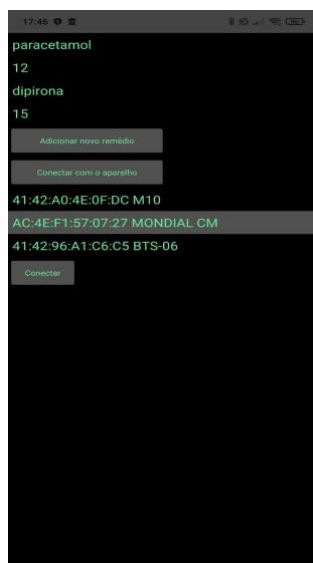 17:46
paracetamol
12
dipirona
15
Adicionar novo remédio
Conectar com o aparelho
41:42:A0:4E:0F:DC M10
AC:4E:F1:57:07:27 MONDIAL CM
41:42:96:A1:C6:C5 BTS-06
Conectar